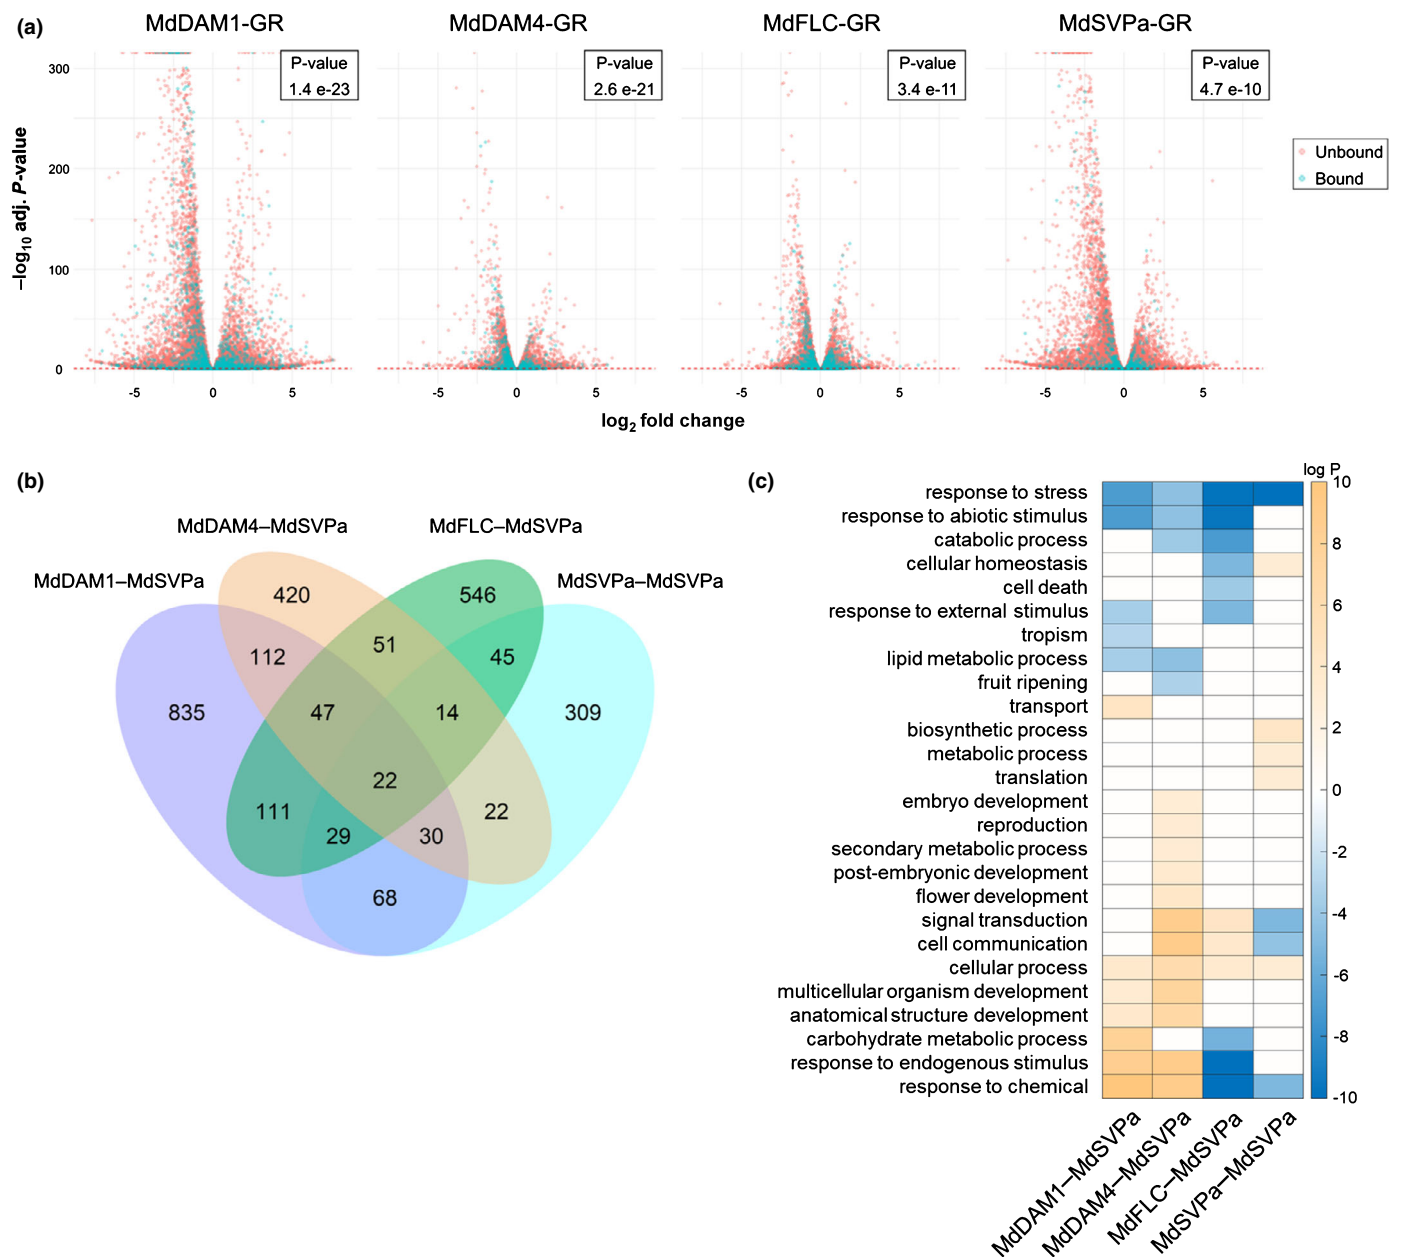 (a)
MdDAM1-GR
MdDAM4-GR
MdFLC-GR
MdSVPa-GR
P-value
1.4 e-23
P-value
2.6 e-21
P-value
3.4 e-11
P-value
4.7 e-10
–log10 adj. P-value
300
200
100
0
-5 0 5
-5 0 5
-5 0 5
-5 0 5
log2 fold change
Unbound
Bound
(b)
MdDAM4–MdSVPa
MdFLC–MdSVPa
MdDAM1–MdSVPa
MdSVPa–MdSVPa
420
546
51
112
45
835
47
14
309
22
111
29
30
22
68
(c)
log P
response to stress
response to abiotic stimulus
catabolic process
cellular homeostasis
cell death
response to external stimulus
tropism
lipid metabolic process
fruit ripening
transport
biosynthetic process
metabolic process
translation
embryo development
reproduction
secondary metabolic process
post-embryonic development
flower development
signal transduction
cell communication
cellular process
multicellular organism development
anatomical structure development
carbohydrate metabolic process
response to endogenous stimulus
response to chemical
10
8
6
4
2
0
-2
-4
-6
-8
-10
MdDAM1–MdSVPa
MdDAM4–MdSVPa
MdFLC–MdSVPa
MdSVPa–MdSVPa